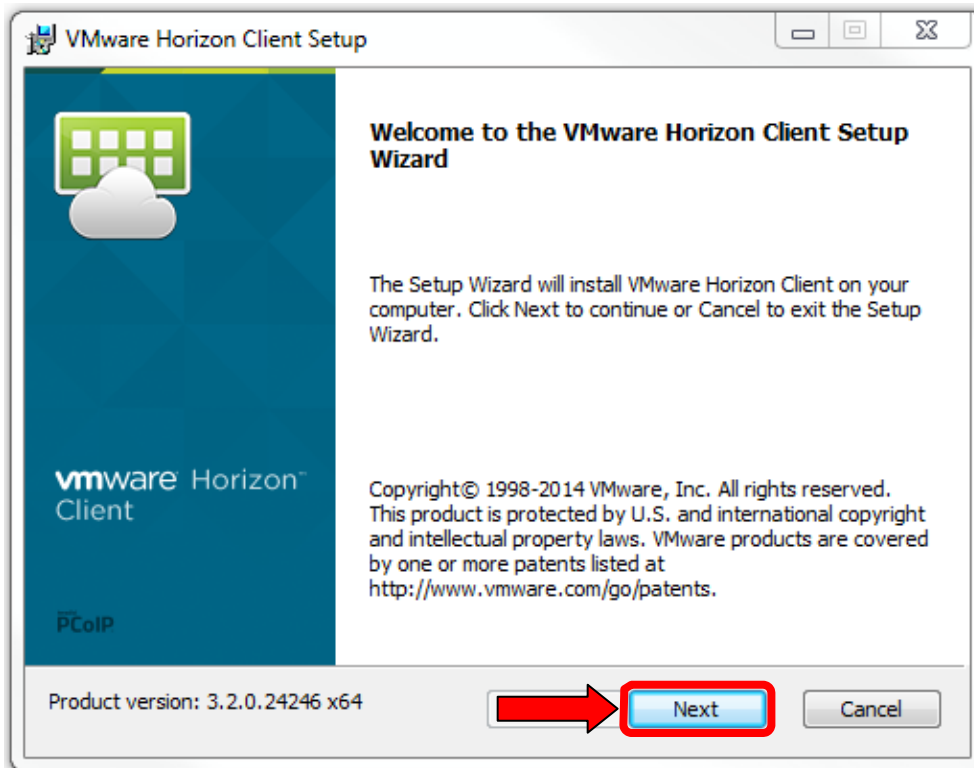 VMware Horizon Client Setup
Welcome to the VMware Horizon Client Setup
Wizard
The Setup Wizard will install VMware Horizon Client on your
computer. Click Next to continue or Cancel to exit the Setup
Wizard.
vmware Horizon™
Client
Copyright© 1998-2014 VMware, Inc. All rights reserved.
This product is protected by U.S. and international copyright
and intellectual property laws. VMware products are covered
by one or more patents listed at
http://www.vmware.com/go/patents.
PCoIP
Product version: 3.2.0.24246 x64
Next
Cancel